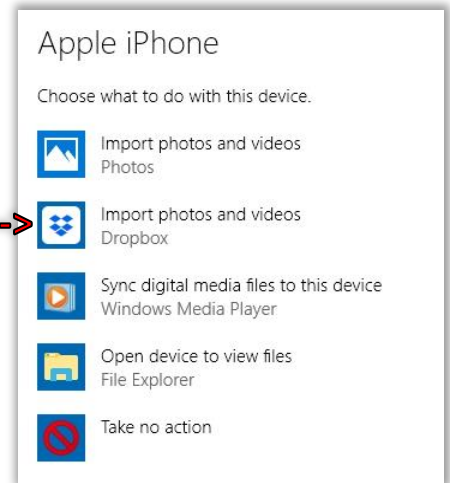 Apple iPhone
Choose what to do with this device.
Import photos and videos
Photos
Import photos and videos
Dropbox
Sync digital media files to this device
Windows Media Player
Open device to view files
File Explorer
Take no action